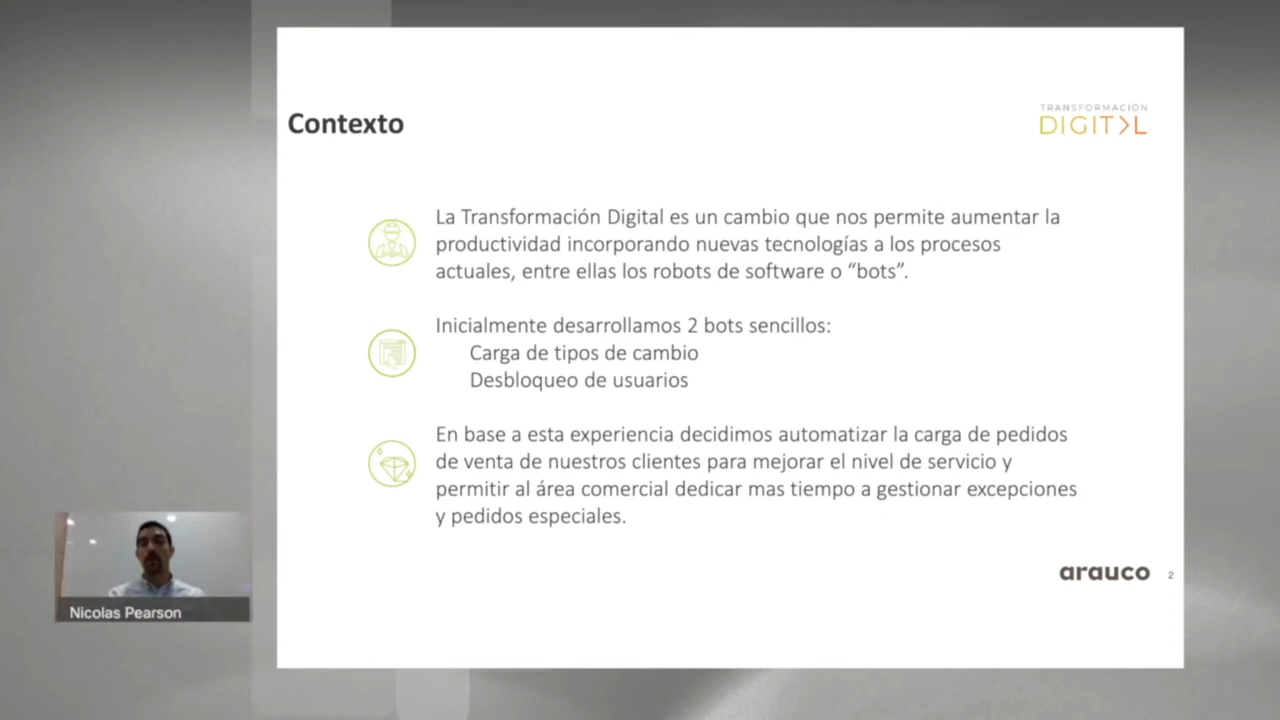 Contexto
TRANSFORMACIÓN
DIGITAL
La Transformación Digital es un cambio que nos permite aumentar la
productividad incorporando nuevas tecnologías a los procesos
actuales, entre ellas los robots de software o “bots”.
Inicialmente desarrollamos 2 bots sencillos:
Carga de tipos de cambio
Desbloqueo de usuarios
En base a esta experiencia decidimos automatizar la carga de pedidos
de venta de nuestros clientes para mejorar el nivel de servicio y
permitir al área comercial dedicar mas tiempo a gestionar excepciones
y pedidos especiales.
arauco
2
Nicolas Pearson